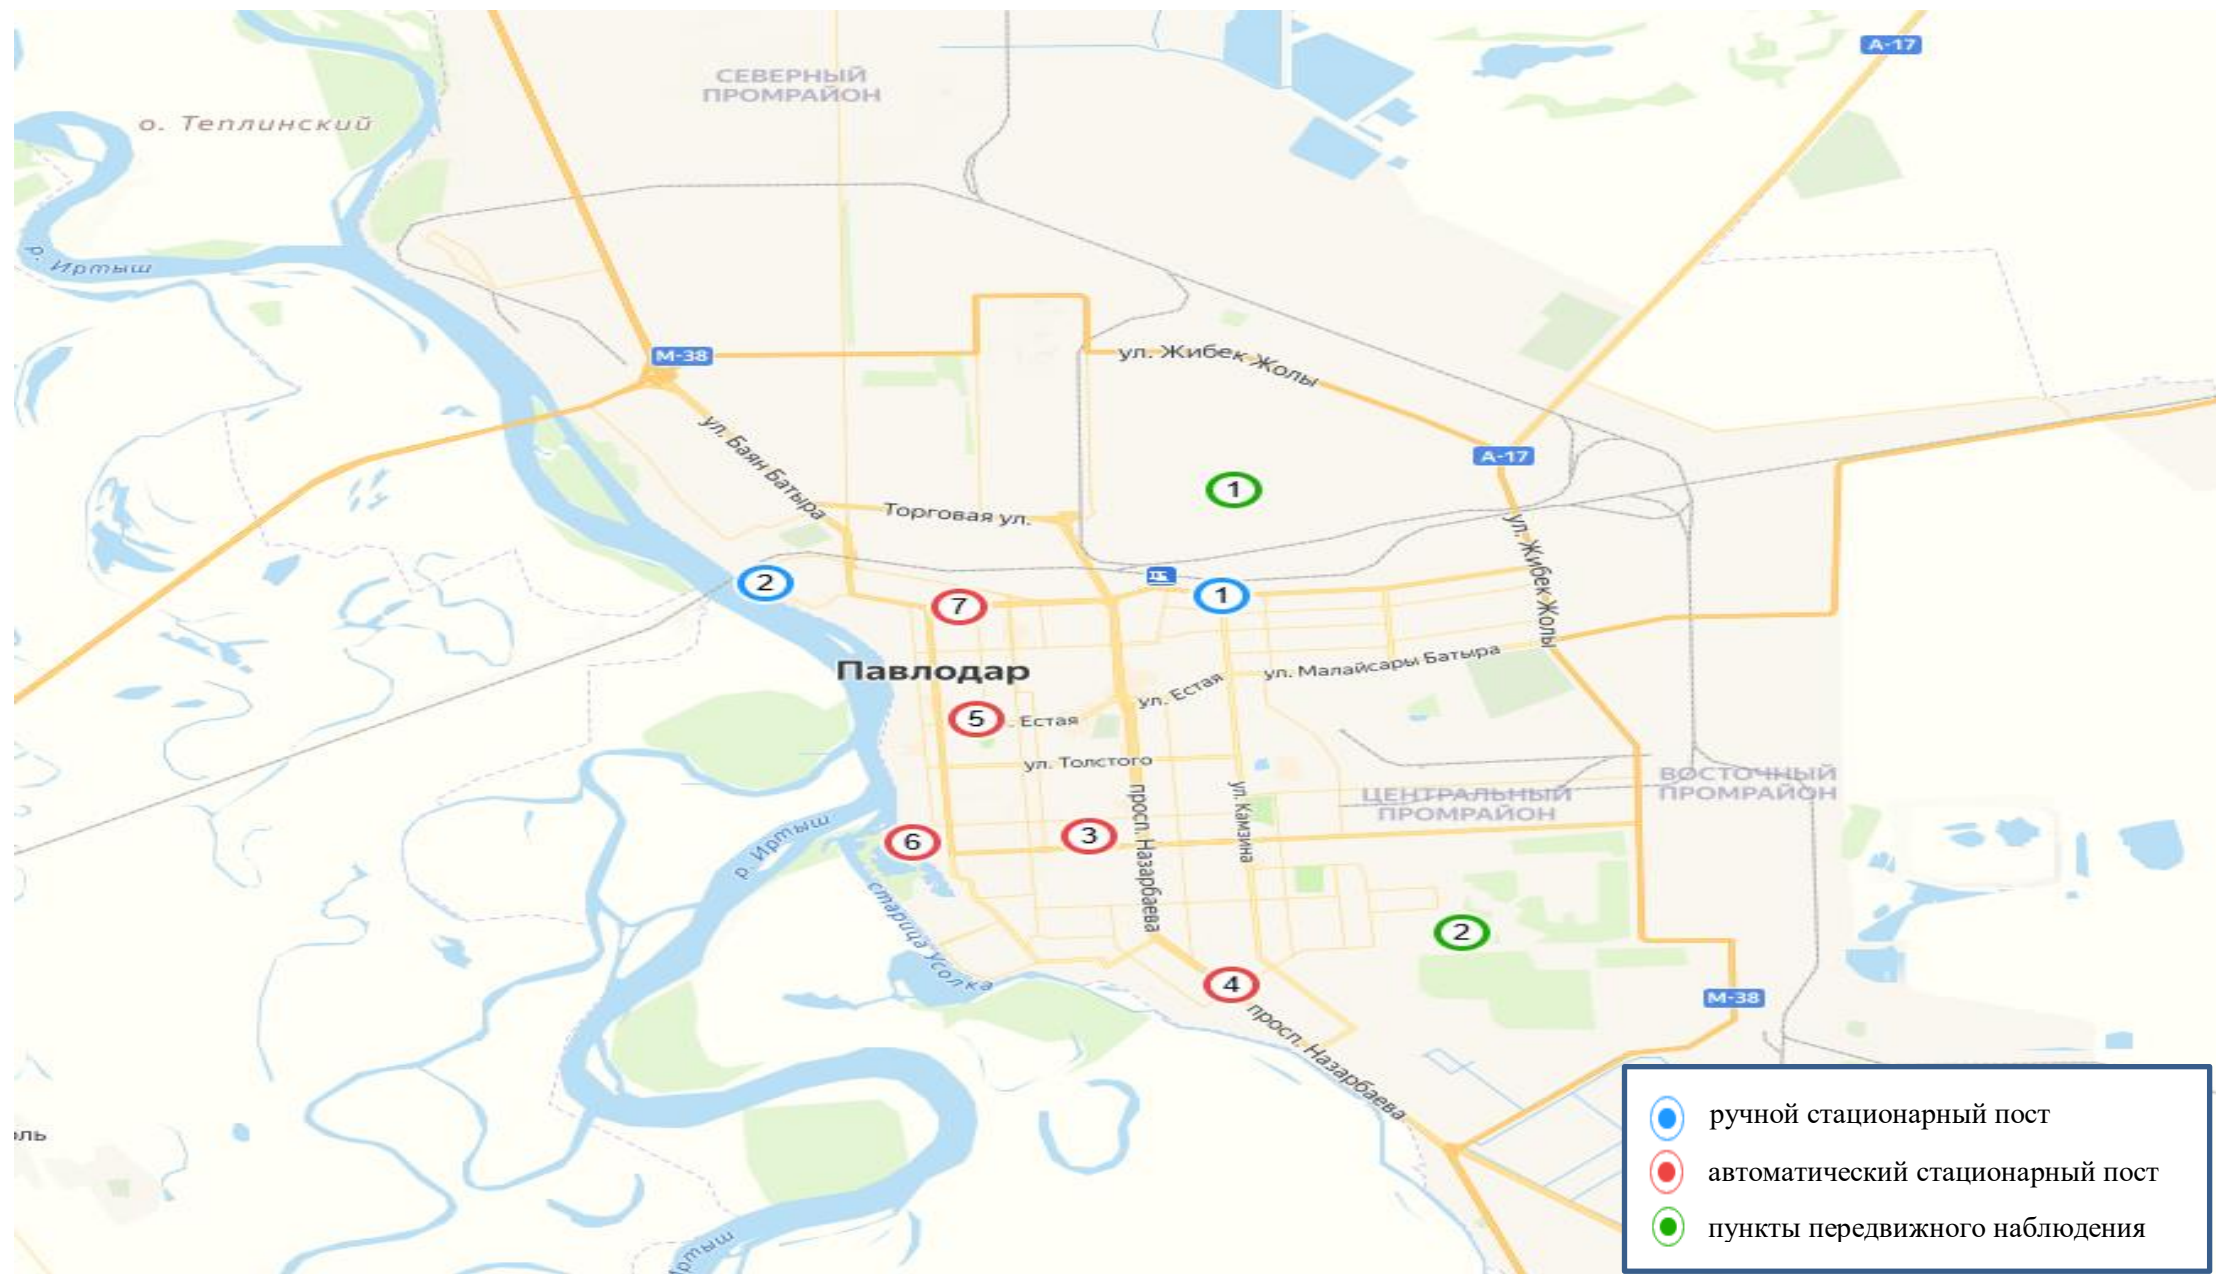 А-17
СЕВЕРНЫЙ
ПРОМРАЙОН
о. Теплинский
р. Иртыш
М-38
ул. Жибек Жолы
ул. Баян Батыра
А-17
1
Торговая ул.
ул. Жибек Жолы
2
7
1
Павлодар
ул. Малайсары Батыра
ул. Естая
5
. Естая
ул. Толстого
ВОСТОЧНЫЙ
ПРОМРАЙОН
ЦЕНТРАЛЬНЫЙ
ПРОМРАЙОН
просп. Назарбаева
ул. Камзина
р. Иртыш
6
3
старица Усолка
2
4
М-38
просп. Назарбаева
оль
ручной стационарный пост
автоматический стационарный пост
пункты передвижного наблюдения
ртыш